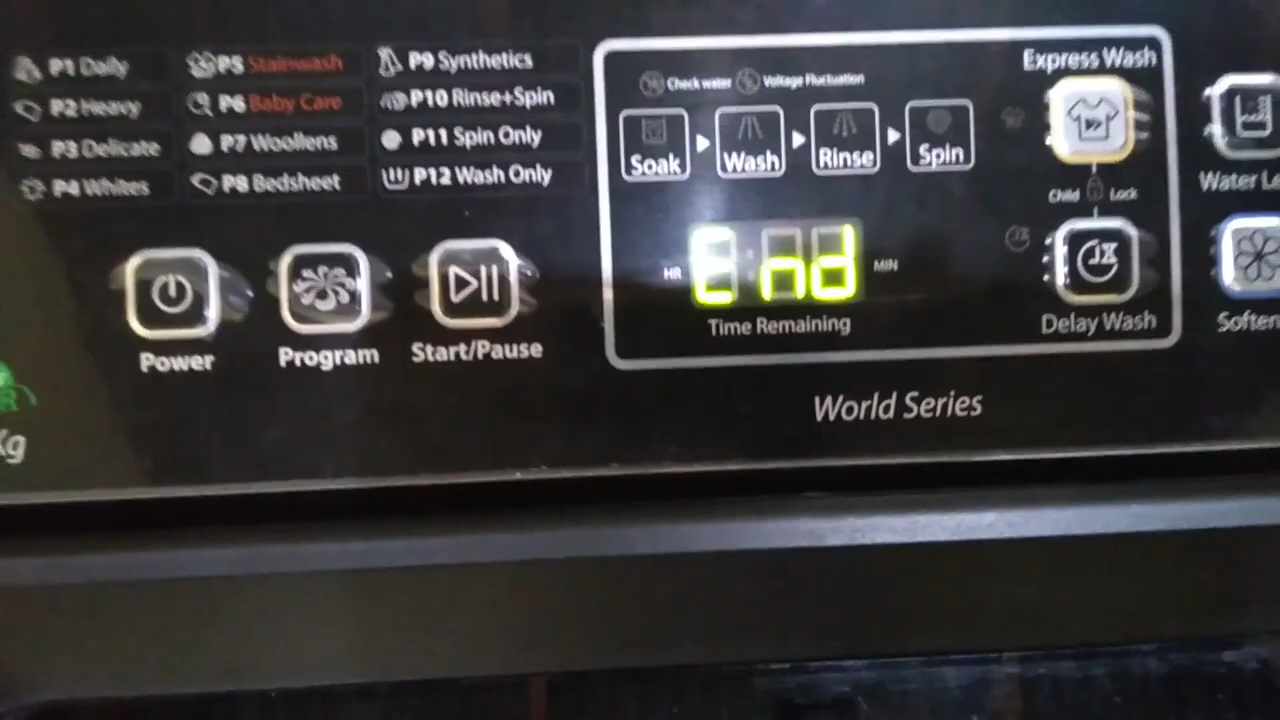 P1 Daily
P2 Heavy
P3 Delicate
P4 Whites
P5 Stainwash
P6 Baby Care
P7 Woollens
P8 Bedsheet
P9 Synthetics
P10 Rinse+Spin
P11 Spin Only
P12 Wash Only
Power
Program
Start/Pause
Check water Voltage Fluctuation
Soak Wash Rinse Spin
HR End MIN
Time Remaining
Express Wash
Child Lock
Delay Wash
Water Le
Soften
World Series
Kg